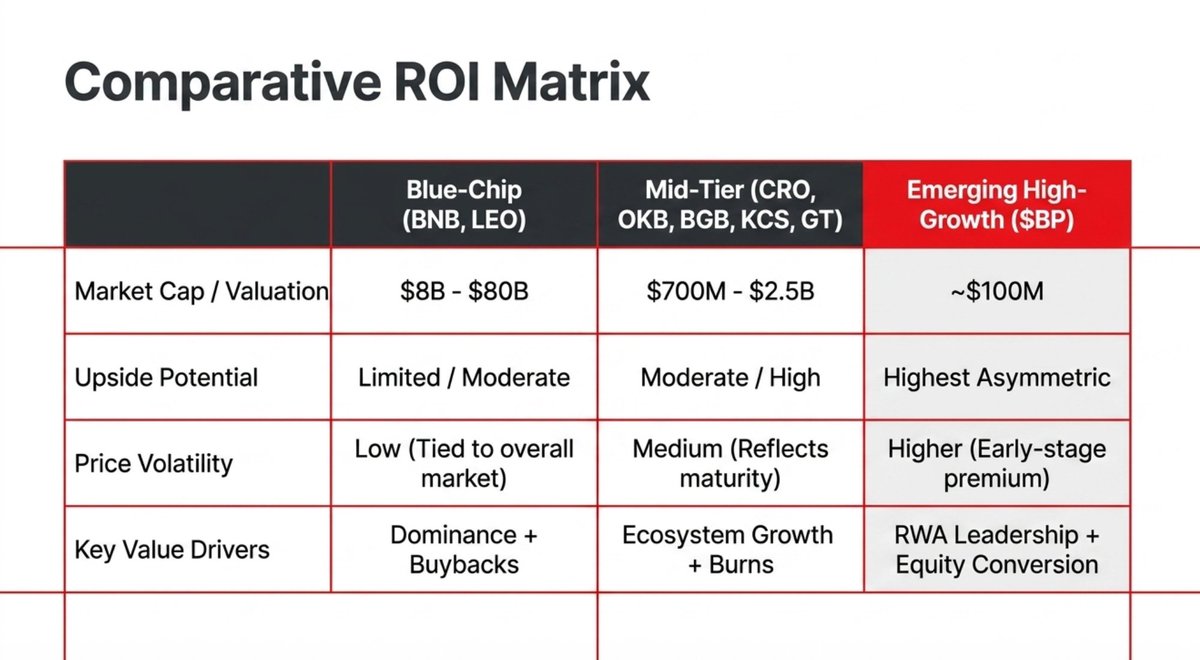 Comparative ROI Matrix
Blue-Chip
(BNB, LEO)
Mid-Tier (CRO,
OKB, BGB, KCS, GT)
Emerging High-
Growth ($BP)
Market Cap / Valuation
$8B - $80B
$700M - $2.5B
~$100M
Upside Potential
Limited / Moderate
Moderate / High
Highest Asymmetric
Price Volatility
Low (Tied to overall
market)
Medium (Reflects
maturity)
Higher (Early-stage
premium)
Key Value Drivers
Dominance +
Buybacks
Ecosystem Growth
+ Burns
RWA Leadership +
Equity Conversion